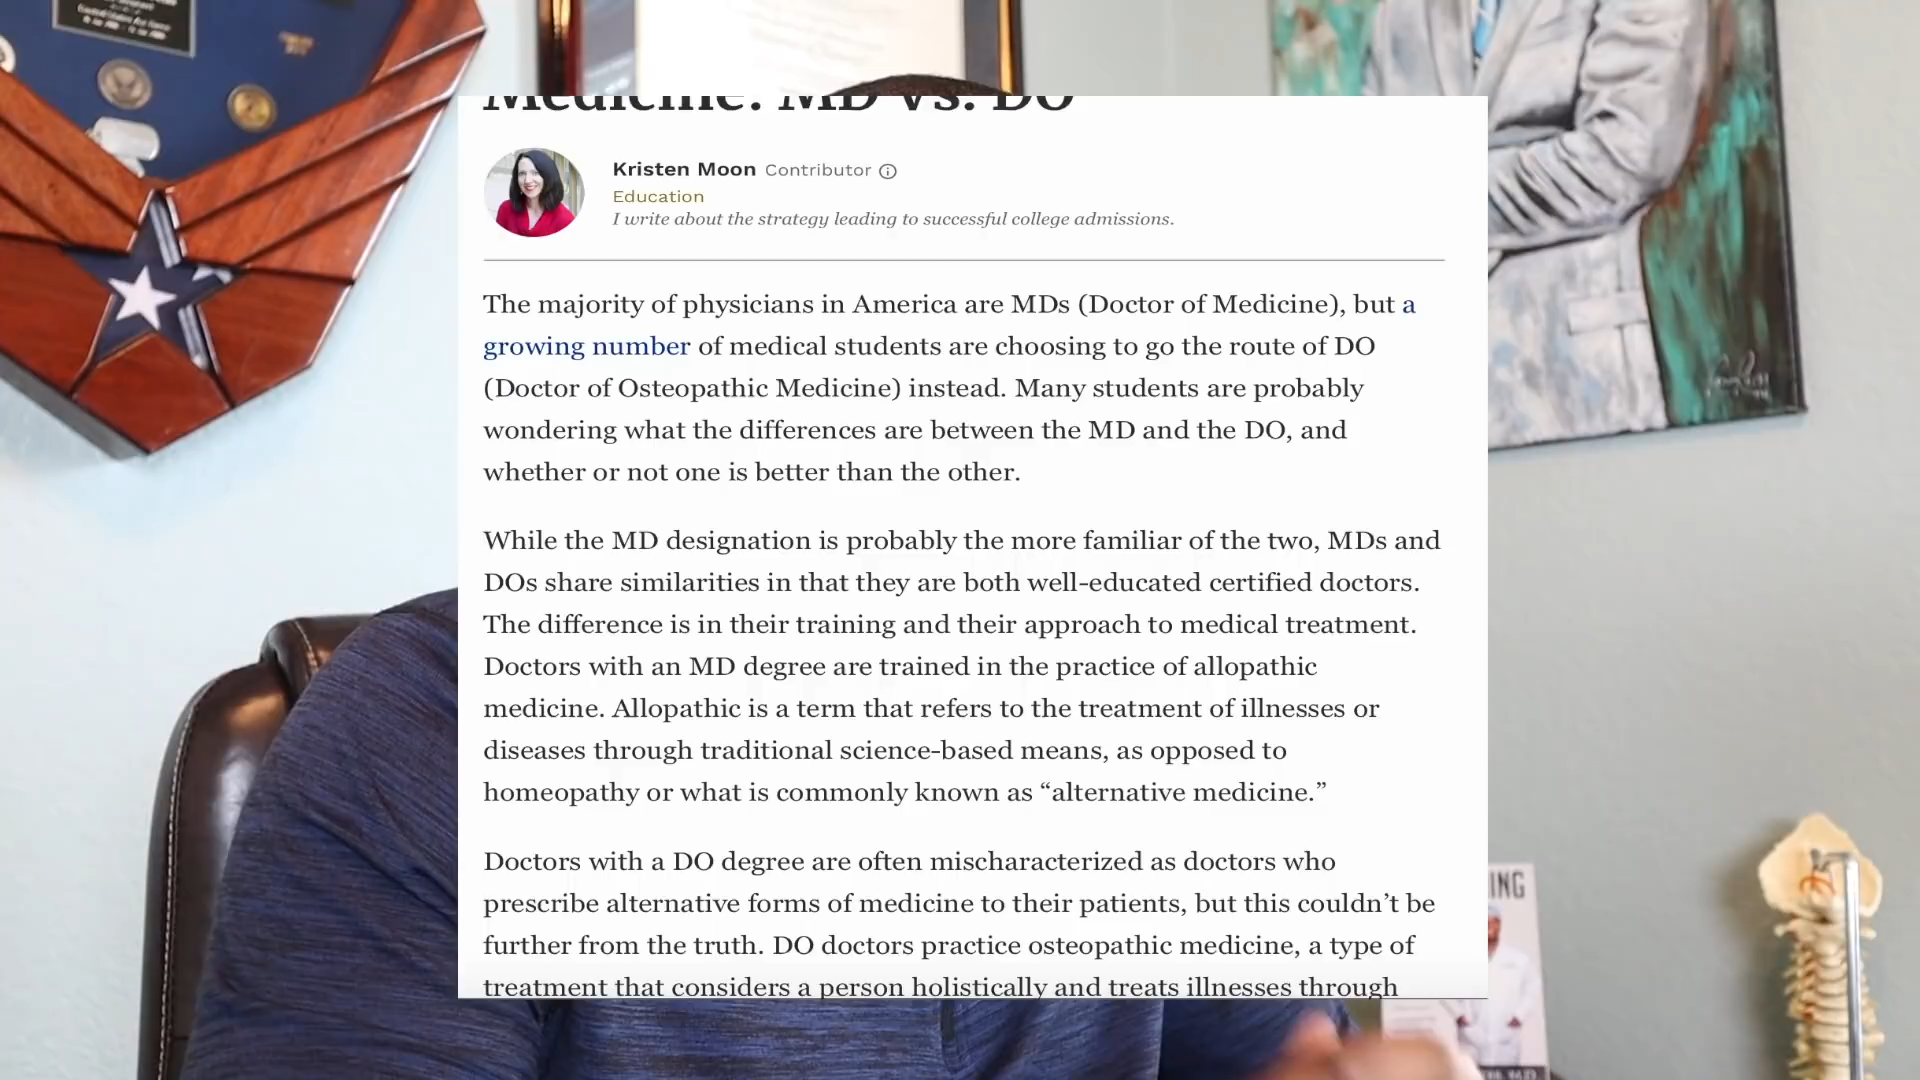 Medicine: MD vs. DO
Kristen Moon Contributor
Education
I write about the strategy leading to successful college admissions.
The majority of physicians in America are MDs (Doctor of Medicine), but a
growing number of medical students are choosing to go the route of DO
(Doctor of Osteopathic Medicine) instead. Many students are probably
wondering what the differences are between the MD and the DO, and
whether or not one is better than the other.
While the MD designation is probably the more familiar of the two, MDs and
DOs share similarities in that they are both well-educated certified doctors.
The difference is in their training and their approach to medical treatment.
Doctors with an MD degree are trained in the practice of allopathic
medicine. Allopathic is a term that refers to the treatment of illnesses or
diseases through traditional science-based means, as opposed to
homeopathy or what is commonly known as “alternative medicine.”
Doctors with a DO degree are often mischaracterized as doctors who
prescribe alternative forms of medicine to their patients, but this couldn’t be
further from the truth. DO doctors practice osteopathic medicine, a type of
treatment that considers a person holistically and treats illnesses through
ING